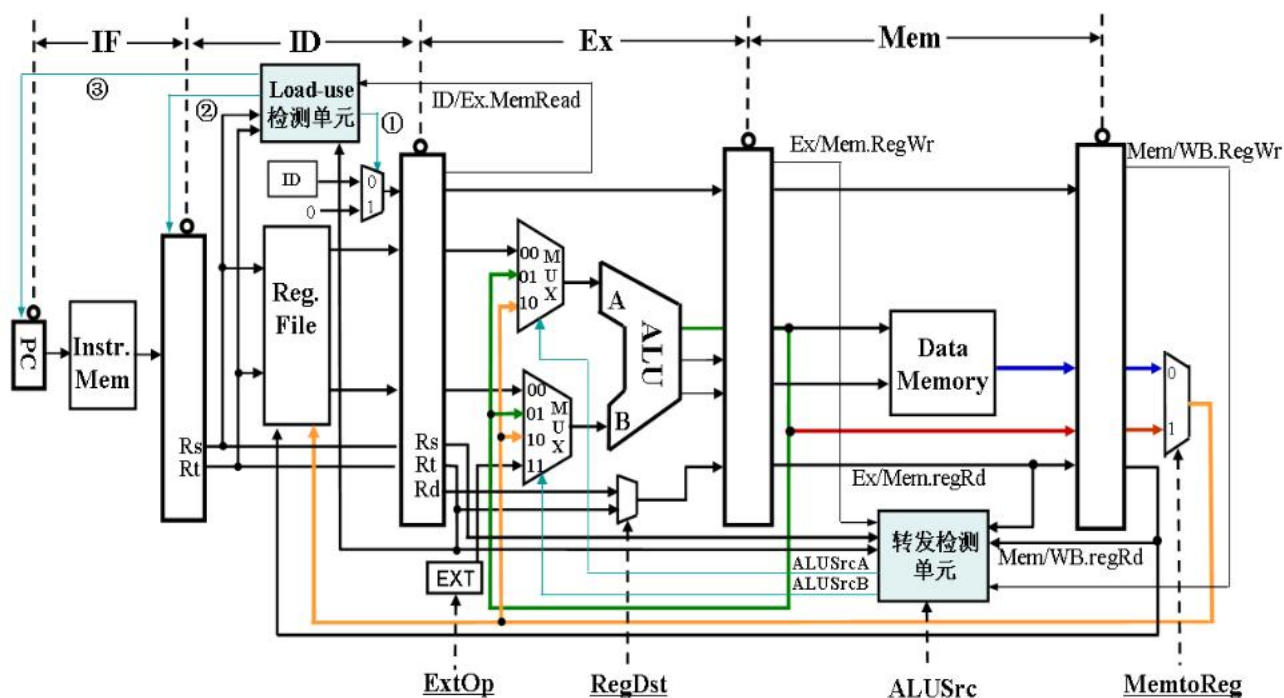 IF
ID
Ex
Mem
③
②
①
Load-use
检测单元
ID/Ex.MemRead
Ex/Mem.RegWr
Mem/WB.RegWr
ID
0
0
1
00
01
10
M
U
X
Reg.
File
A
B
ALU
PC
Instr.
Mem
Data
Memory
0
1
00
01
10
11
M
U
X
Rs
Rt
Rs
Rt
Rd
Ex/Mem.regRd
转发检测
单元
Mem/WB.regRd
ALUSrcA
ALUSrcB
EXT
ExtOp
RegDst
ALUSrc
MemtoReg